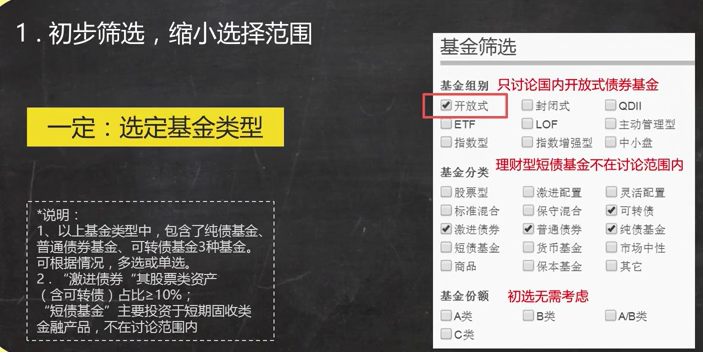 1 . 初步筛选，缩小选择范围
一定：选定基金类型
*说明：
1、以上基金类型中，包含了纯债基金、
普通债券基金、可转债基金3种基金。
可根据情况，多选或单选。
2 . “激进债券 “其股票类资产
（含可转债）占比≥10%；
“短债基金”主要投资于短期固收类
金融产品，不在讨论范围内
基金筛选
基金组别 只讨论国内开放式债券基金
开放式 封闭式 QDII
ETF LOF 主动管理型
指数型 指数增强型 中小盘
基金分类 理财型短债基金不在讨论范围内
股票型 激进配置 灵活配置
标准混合 保守混合 可转债
激进债券 普通债券 纯债基金
短债基金 货币基金 市场中性
商品 保本基金 其它
基金份额 初选无需考虑
A类 B类 A/B类
C类